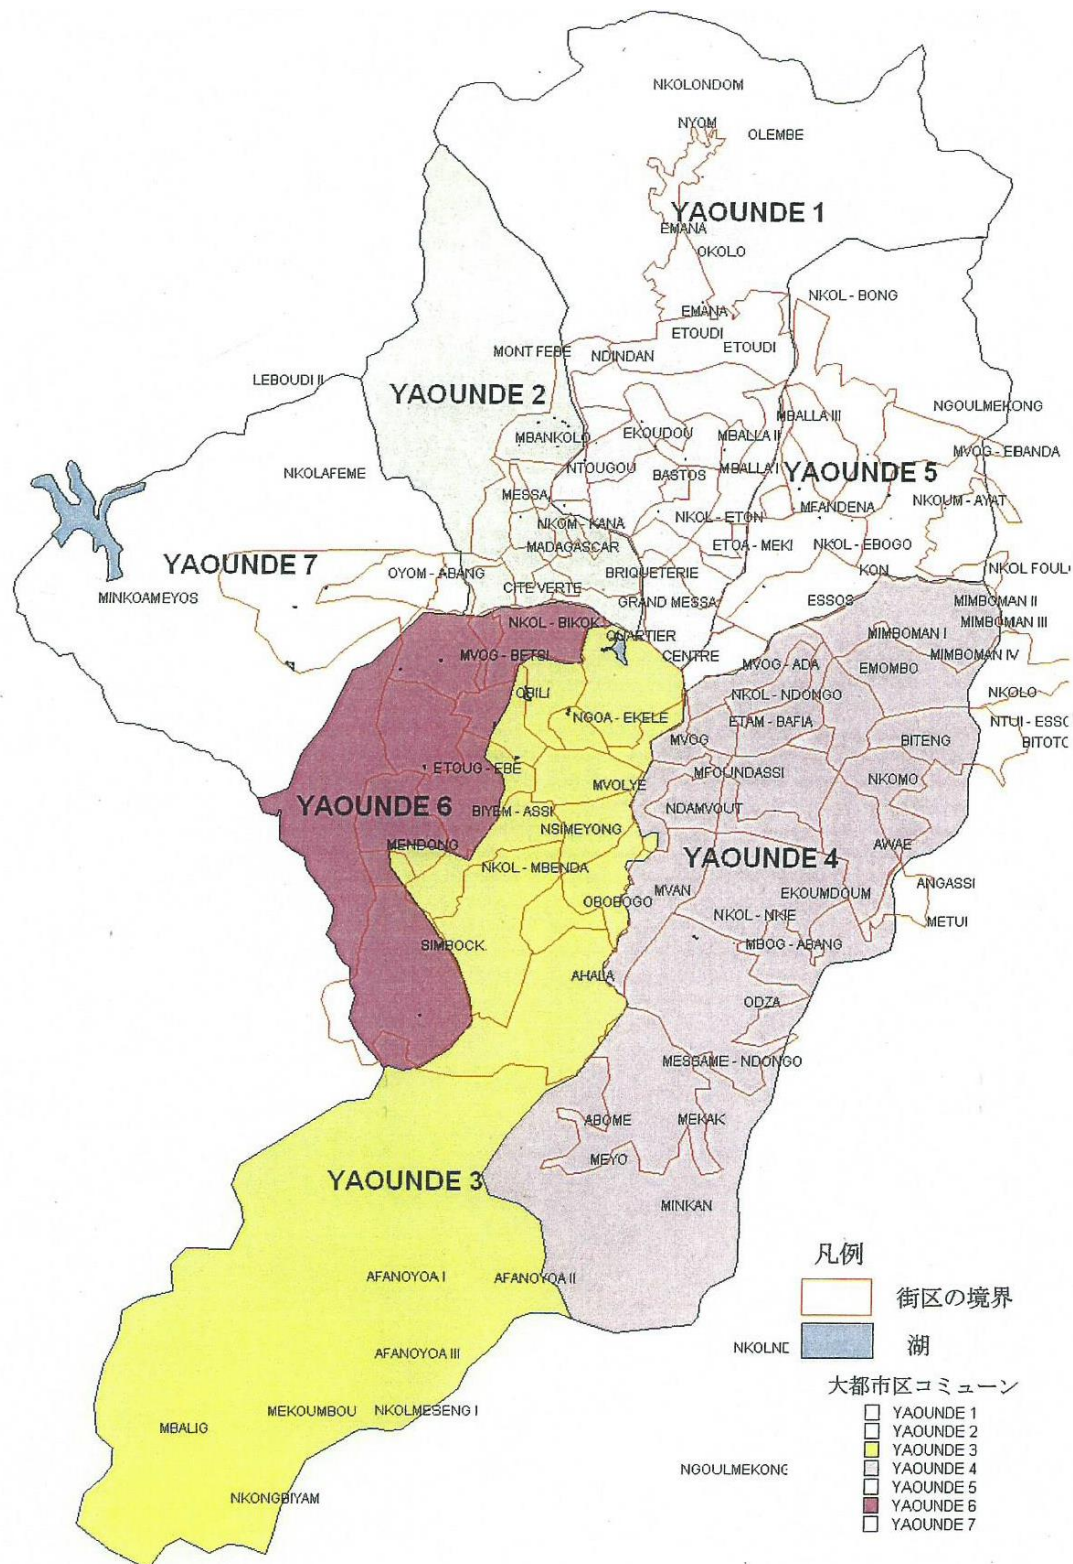 NKOLONDOM
NYOM
OLEMBE
YAOUNDE 1
EMANA
OKOLO
NKOL - BONG
EMANA
ETOUDI
ETOUDI
MONT FEBE
NDINDAN
LEBOUDI II
YAOUNDE 2
NGOULMEKONG
MBALLA III
MBANKOLO
EKOUDOU
MBALLA II
MVOG - EBANDA
NKOLAFEME
NTOUGOU
BASTOS
MBALLA I
YAOUNDE 5
MESSA
MFANDENA
NKOUM - AYAT
NKOM - KANA
NKOL - ETON
MADAGASCAR
ETOA - MEKI
NKOL - EBOGO
YAOUNDE 7
OYOM - ABANG
BRIQUETERIE
KON
NKOL FOUL
MINKOAMEYOS
CITE VERTE
GRAND MESSA
ESSOS
MIMBOMAN II
NKOL - BIKOK
QUARTIER
MIMBOMAN III
MIMBOMAN I
MVOG - BETSI
CENTRE
MVOG - ADA
EMOMBO
MIMBOMAN IV
OBILI
NKOL - NDONGO
NKOLO
NGOA - EKELE
ETAM - BAFIA
NTUI - ESSO
MVOG
BITENG
BITOTO
ETOUG - EBE
MFOUNDASSI
NKOMO
MVOLYE
YAOUNDE 6
BIYEM - ASSI
NDAMVOUT
NSIMEYONG
MENDONG
AWAE
YAOUNDE 4
NKOL - MBENDA
ANGASSI
MVAN
EKOUMDOUM
OBOBOGO
NKOL - NKIE
METUI
SIMBOCK
MBOG - ABANG
AHALA
ODZA
MESSAME - NDONGO
ABOME
MEKAK
MEYO
YAOUNDE 3
MINKAN
凡例
AFANOYOA I
AFANOYOA II
街区の境界
湖
NKOLNE
AFANOYOA III
大都市区コミューン
MEKOUMBOU
NKOLMESENG I
YAOUNDE 1
MBALIG
YAOUNDE 2
YAOUNDE 3
NGOULMEKONG
YAOUNDE 4
YAOUNDE 5
NKONGBIYAM
YAOUNDE 6
YAOUNDE 7